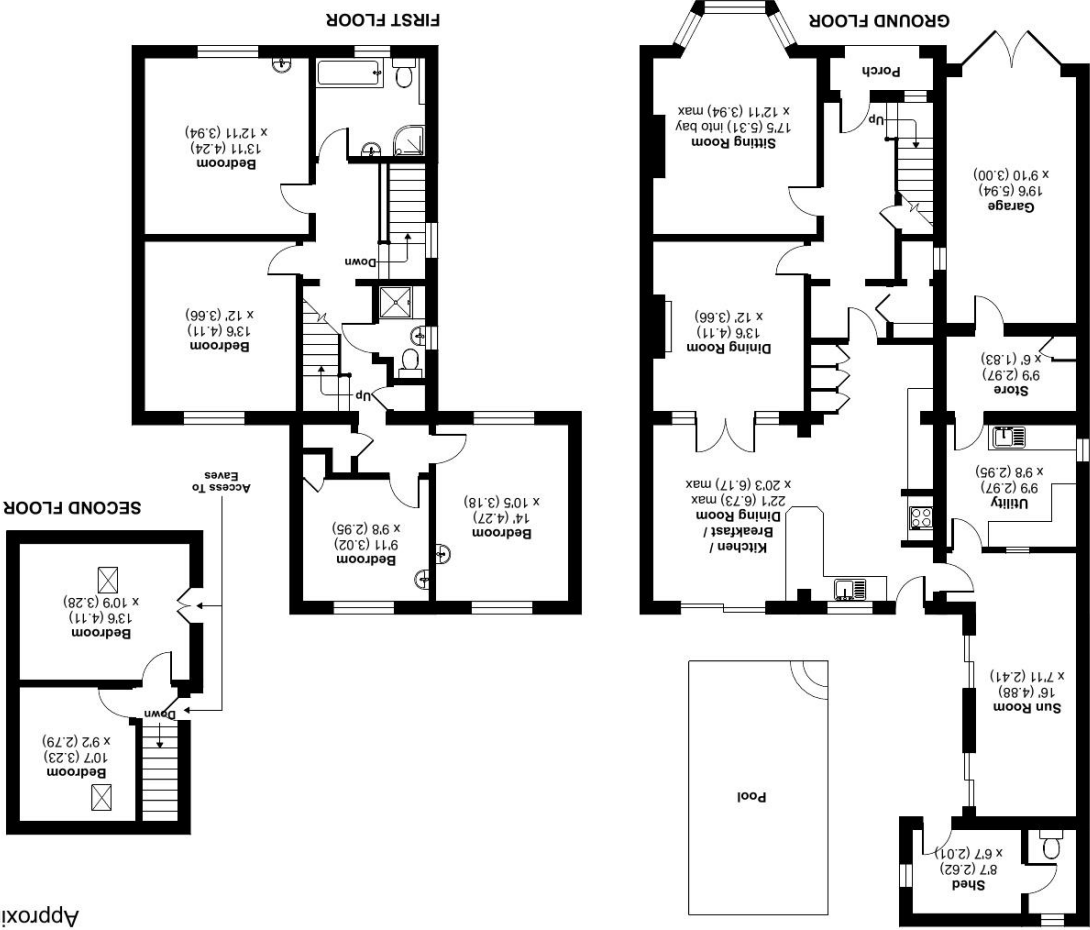 Approxi
Shed
8'7 (2.62)
x 6'7 (2.01)
Pool
Sun Room
16' (4.88)
x 7'11 (2.41)
Kitchen /
Breakfast /
Dining Room
22'1 (6.73) max
x 20'3 (6.17) max
Utility
9'9 (2.97)
x 9'8 (2.95)
Store
9'9 (2.97)
x 6' (1.83)
Dining Room
13'6 (4.11)
x 12' (3.66)
Garage
19'6 (5.94)
x 9'10 (3.00)
Up
Sitting Room
17'5 (5.31) into bay
x 12'11 (3.94) max
Porch
GROUND FLOOR
Bedroom
10'7 (3.23)
x 9'2 (2.79)
Down
Bedroom
13'6 (4.11)
x 10'9 (3.28)
SECOND FLOOR
Access To
Eaves
Bedroom
14' (4.27)
x 10'5 (3.18)
Bedroom
9'11 (3.02)
x 9'8 (2.95)
Up
Bedroom
13'6 (4.11)
x 12' (3.66)
Down
Bedroom
13'11 (4.24)
x 12'11 (3.94)
FIRST FLOOR